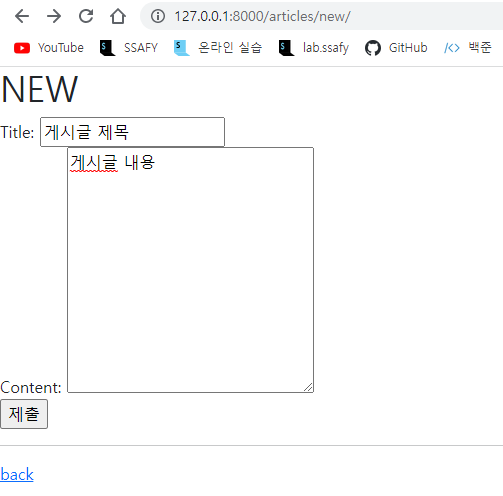 127.0.0.1:8000/articles/new/
YouTube SSAFY 온라인 실습 lab.ssafy GitHub 백준
NEW
Title: 게시글 제목
게시글 내용
Content:
제출
back